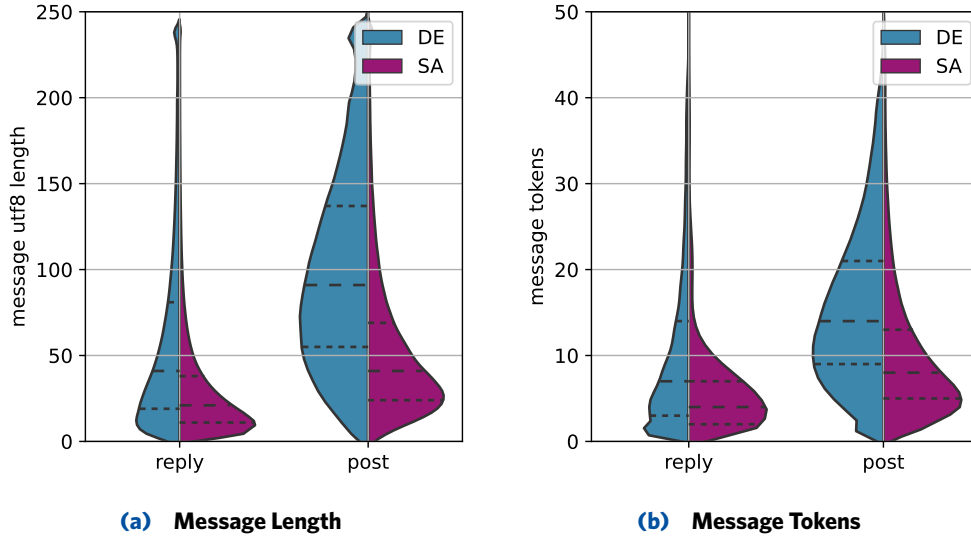 message utf8 length
250
200
150
100
50
0
reply
post
DE
SA
message tokens
50
40
30
20
10
0
reply
post
DE
SA
(a) Message Length
(b) Message Tokens